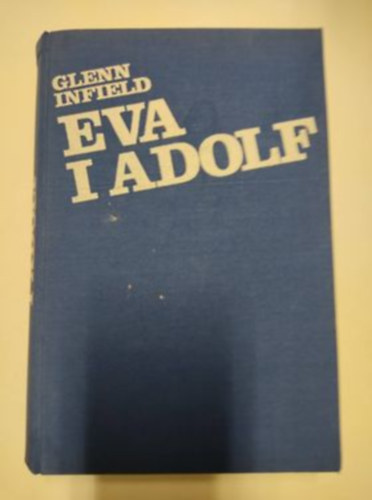 GLENN
INFIELD
EVA
I ADOLF